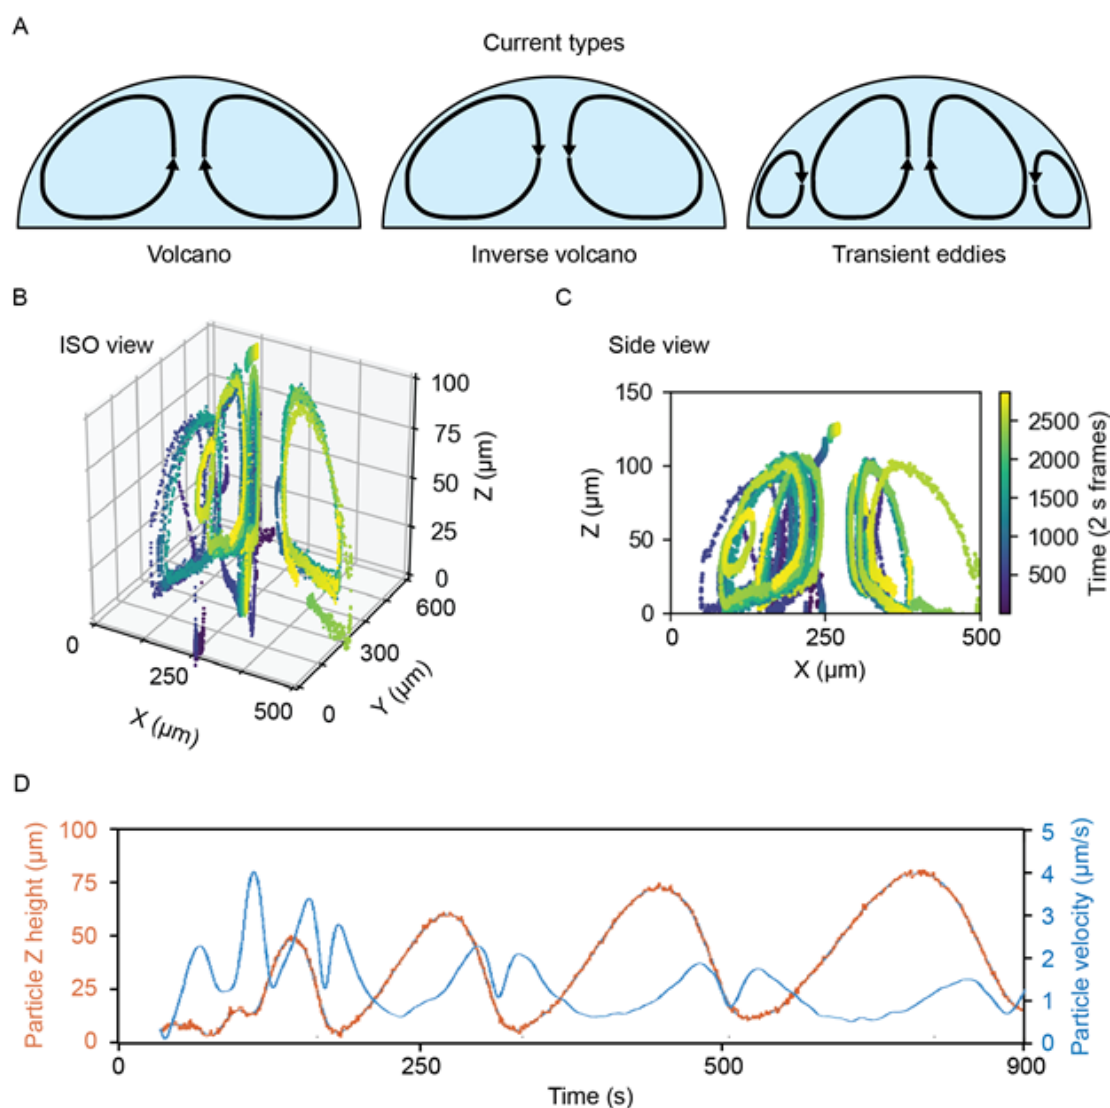 A
Current types
Volcano
Inverse volcano
Transient eddies
B
ISO view
100
75
50
25
0
Z (µm)
600
300
0
Y (µm)
0
250
500
X (µm)
C
Side view
150
100
50
0
Z (µm)
0
250
500
X (µm)
2500
2000
1500
1000
500
Time (2 s frames)
D
Particle Z height (µm)
100
75
50
25
0
5
4
3
2
1
0
Particle velocity (µm/s)
0
250
500
900
Time (s)